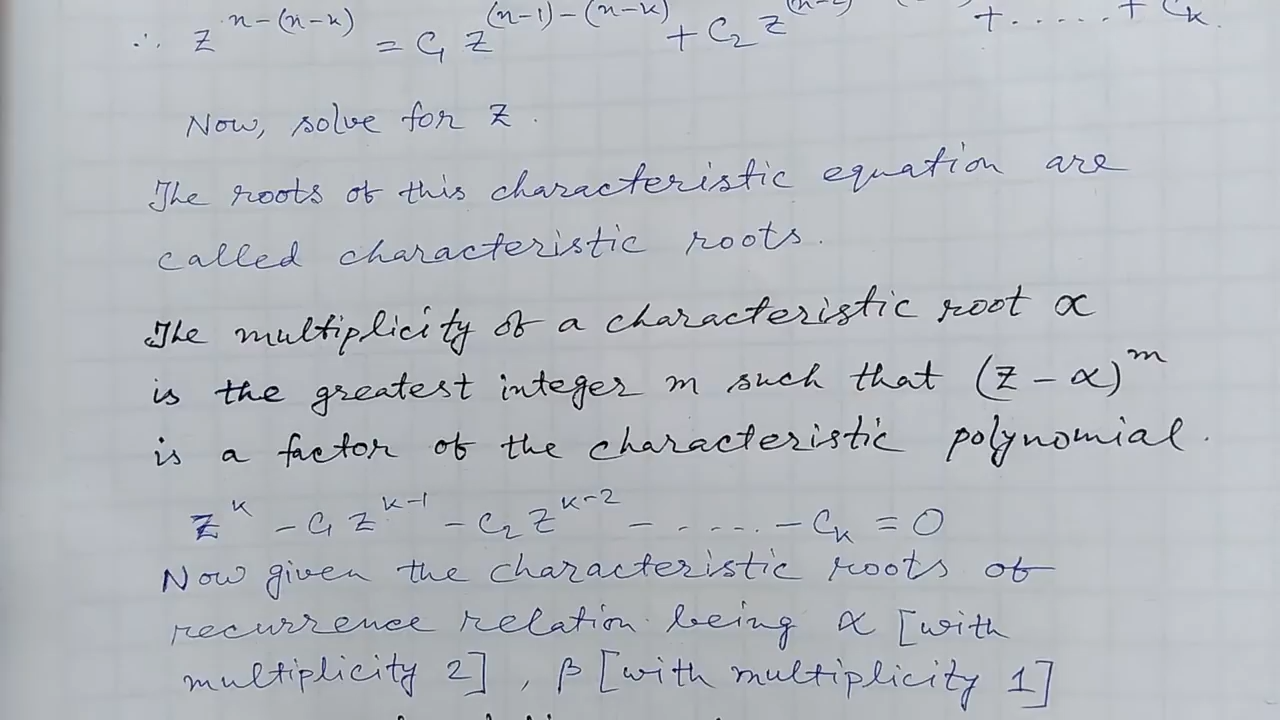 ∴ z^{n-(n-k)} = C₁ z^{(n-1)-(n-k)} + C₂ z + ...... + Cₖ.
Now, solve for z.
The roots of this characteristic equation are
called characteristic roots.
The multiplicity of a characteristic root α
is the greatest integer m such that (z - α)^m
is a factor of the characteristic polynomial.
z^k - C₁ z^{k-1} - C₂ z^{k-2} - ...... - Cₖ = 0
Now given the characteristic roots of
recurrence relation being α [with
multiplicity 2], β [with multiplicity 1]